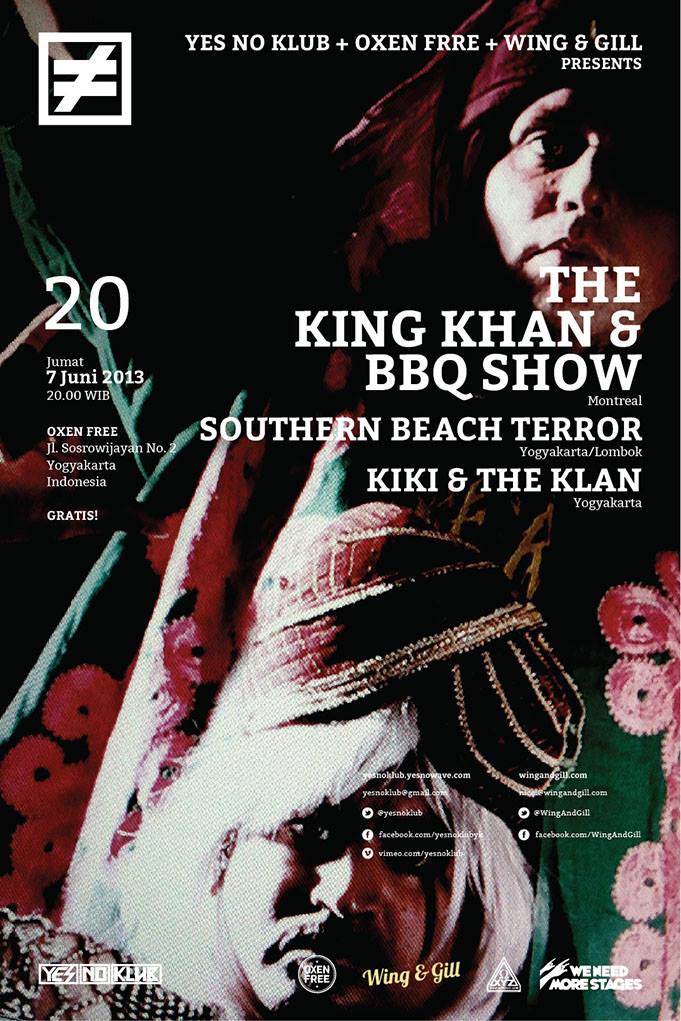 YES NO KLUB + OXEN FRRE + WING & GILL
PRESENTS
20
Jumat
7 Juni 2013
20.00 WIB
OXEN FREE
Jl. Sosrowijayan No. 2
Yogyakarta
Indonesia
GRATIS!
THE
KING KHAN &
BBQ SHOW
Montreal
SOUTHERN BEACH TERROR
Yogyakarta/Lombok
KIKI & THE KLAN
Yogyakarta
yesnoklub.yesnowave.com
yesnoklub@gmail.com
@yesnoklub
facebook.com/yesnoklubyk
vimeo.com/yesnoklub
wingandgill.com
@wingandgill.com
@WingAndGill
facebook.com/WingAndGill
YES NO KLUB
OXEN
FREE
Wing & Gill
XYZ
WE NEED
MORE STAGES